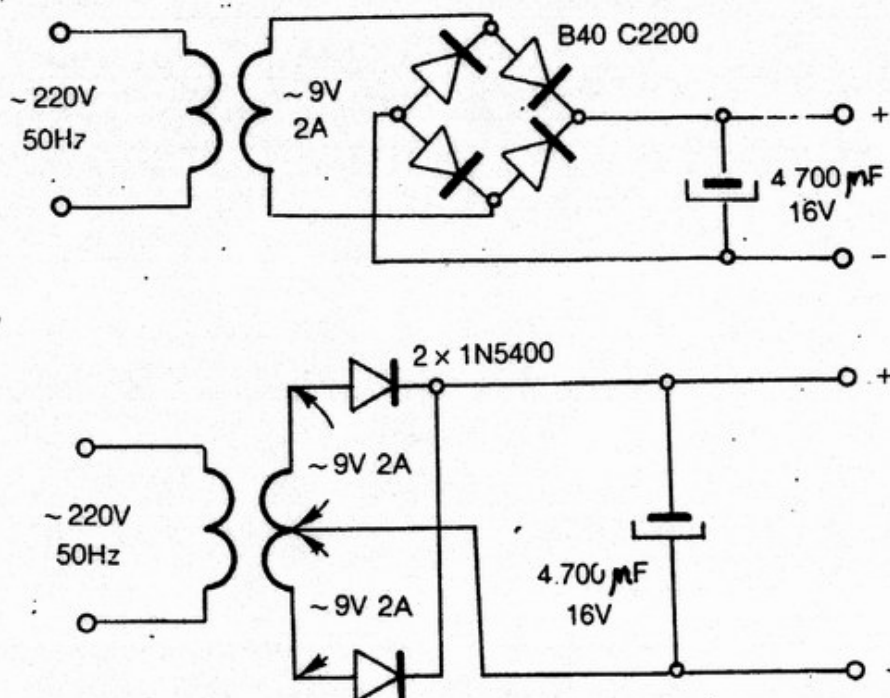 B40 C2200
~220V
50Hz
~9V
2A
+
4 700 µF
16V
-
2 × 1N5400
+
~9V 2A
~220V
50Hz
4.700 µF
16V
~9V 2A
-